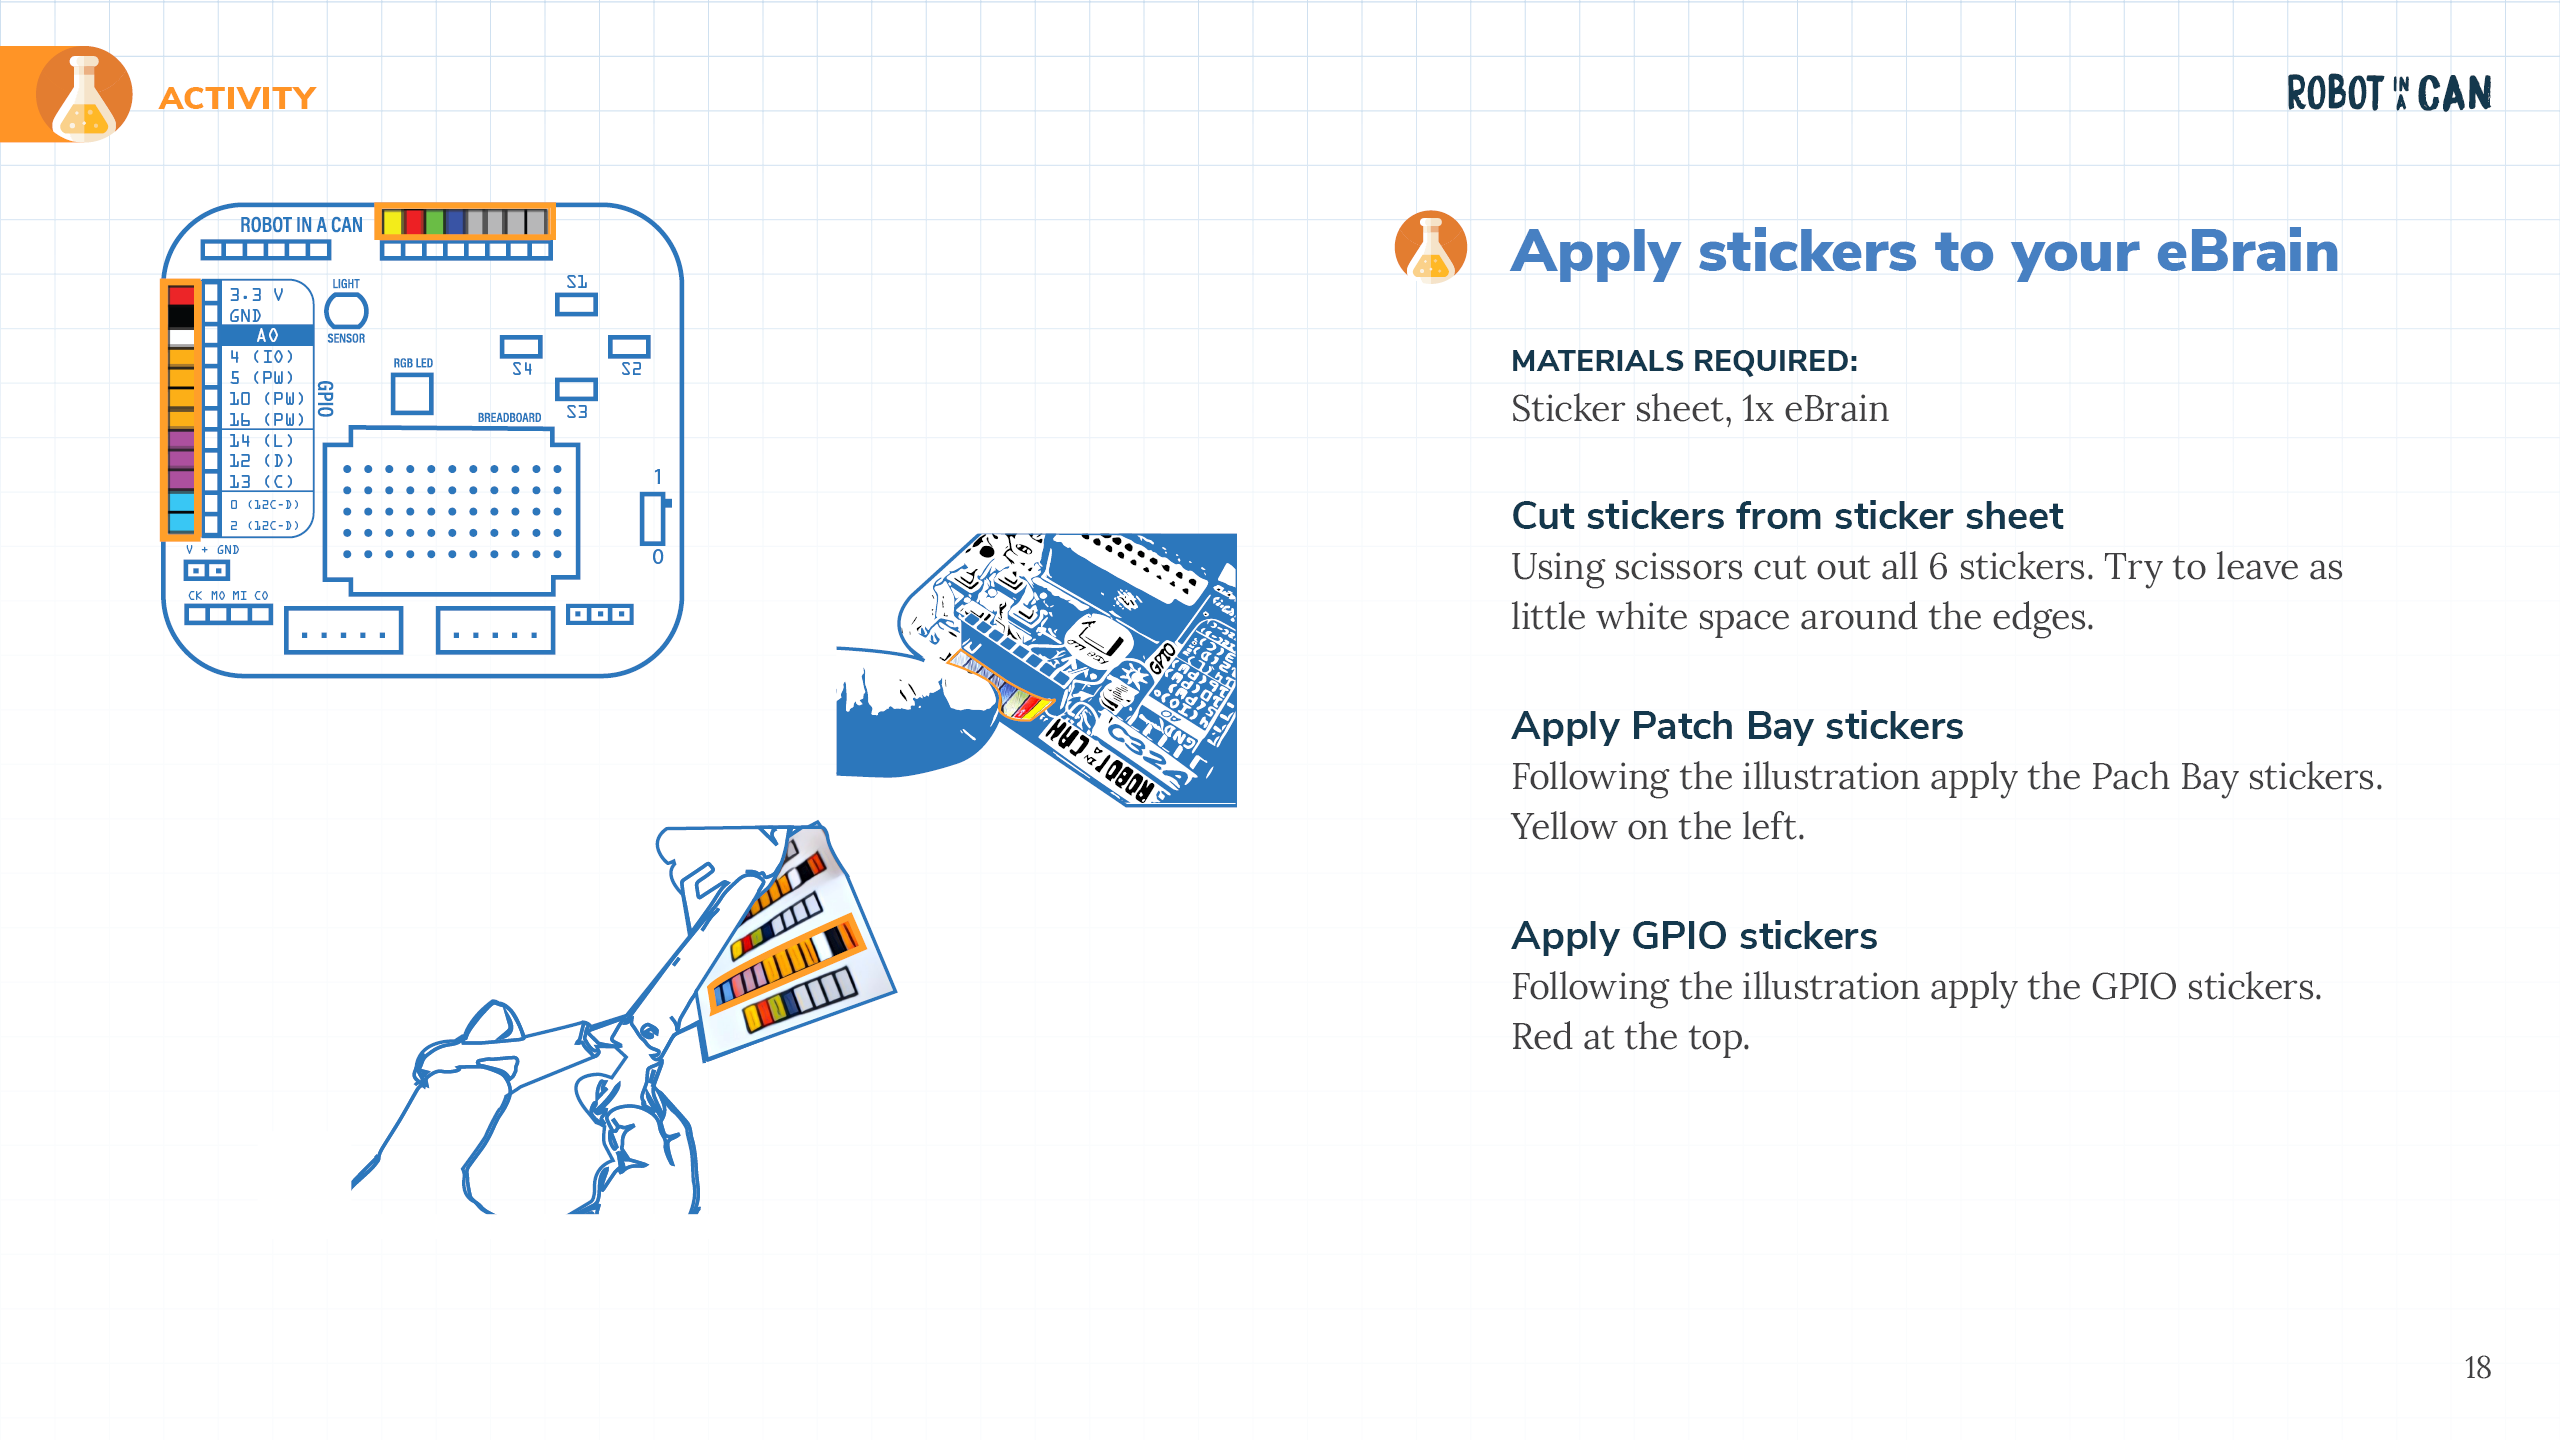 ACTIVITY
ROBOT IN A CAN
ROBOT IN A CAN
LIGHT
SENSOR
3.3 V
GND
A0
4 (IO)
5 (PW)
10 (PW)
16 (PW)
14 (L)
12 (D)
13 (C)
0 (I2C-D)
2 (I2C-D)
GPIO
RGB LED
S1
S4
S2
S3
BREADBOARD
1
0
V + GND
CK MO MI CO
GPIO
ROBOT IN A CAN
Apply stickers to your eBrain
MATERIALS REQUIRED:
Sticker sheet, 1x eBrain
Cut stickers from sticker sheet
Using scissors cut out all 6 stickers. Try to leave as
little white space around the edges.
Apply Patch Bay stickers
Following the illustration apply the Pach Bay stickers.
Yellow on the left.
Apply GPIO stickers
Following the illustration apply the GPIO stickers.
Red at the top.
18